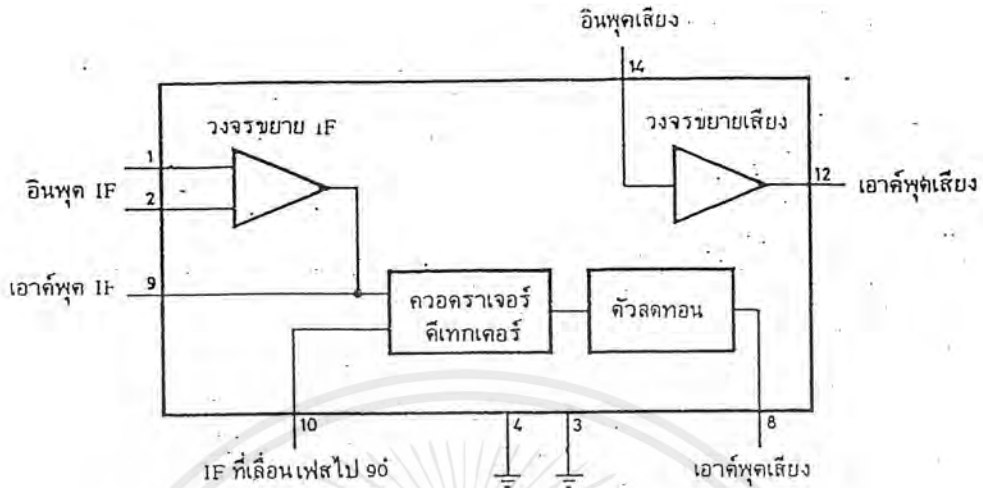 อินพุตเสียง
14
วงจรขยาย IF
วงจรขยายเสียง
1
อินพุต IF
2
12
เอาต์พุตเสียง
เอาต์พุต IF
9
ควอดราเจอร์
ดีเทกเตอร์
ตัวลดทอน
10
4
3
8
IF ที่เลื่อนเฟสไป 90°
เอาต์พุตเสียง